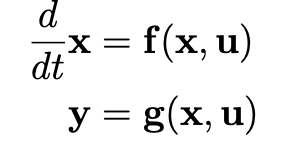 d/dt x = f(x, u)
y = g(x, u)